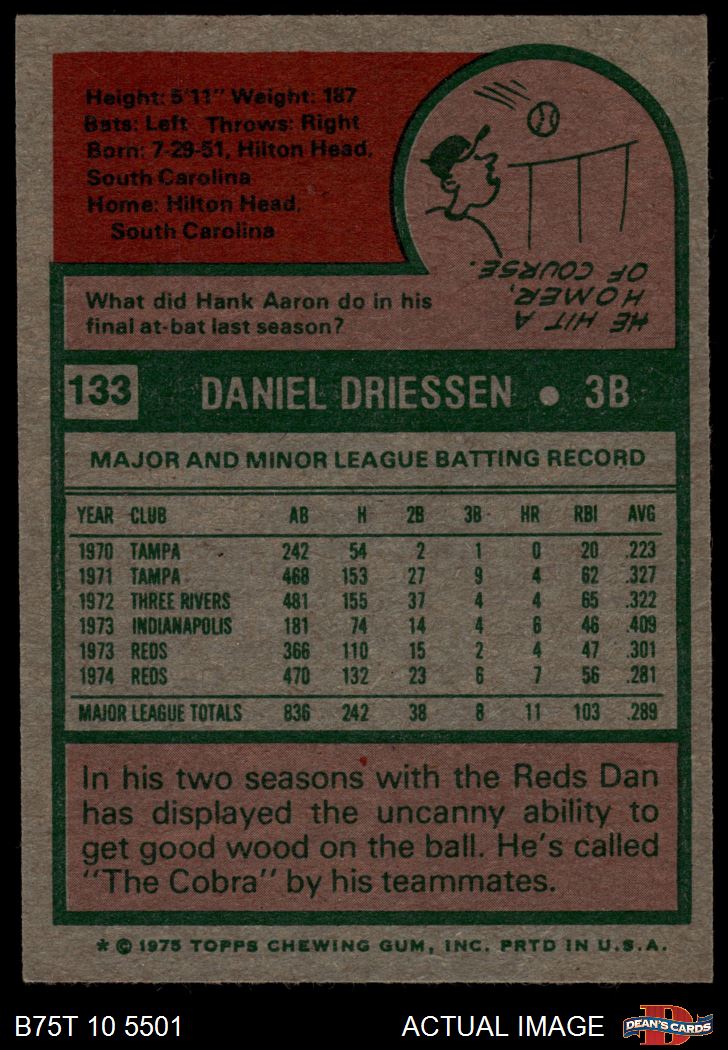 Height: 5'11" Weight: 187
Bats: Left Throws: Right
Born: 7-29-51, Hilton Head,
South Carolina
Home: Hilton Head,
South Carolina
HE HIT A
HOMER,
OF COURSE.
What did Hank Aaron do in his
final at-bat last season?
133 DANIEL DRIESSEN • 3B
MAJOR AND MINOR LEAGUE BATTING RECORD
YEAR CLUB AB H 2B 3B HR RBI AVG
1970 TAMPA 242 54 2 1 0 20 .223
1971 TAMPA 468 153 27 9 4 62 .327
1972 THREE RIVERS 481 155 37 4 4 65 .322
1973 INDIANAPOLIS 181 74 14 4 6 46 .409
1973 REDS 366 110 15 2 4 47 .301
1974 REDS 470 132 23 6 7 56 .281
MAJOR LEAGUE TOTALS 836 242 38 8 11 103 .289
In his two seasons with the Reds Dan
has displayed the uncanny ability to
get good wood on the ball. He's called
"The Cobra" by his teammates.
* © 1975 TOPPS CHEWING GUM, INC. PRTD IN U.S.A.
B75T 10 5501 ACTUAL IMAGE
D
DEAN'S CARDS